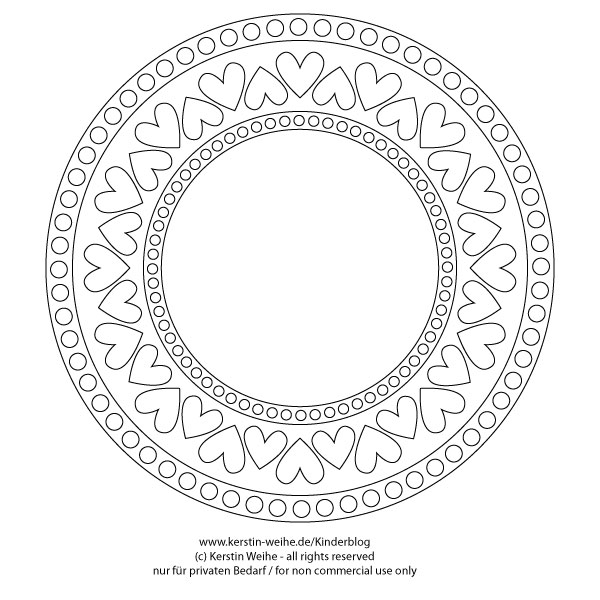 www.kerstin-weihe.de/Kinderblog
(c) Kerstin Weihe - all rights reserved
nur für privaten Bedarf / for non commercial use only